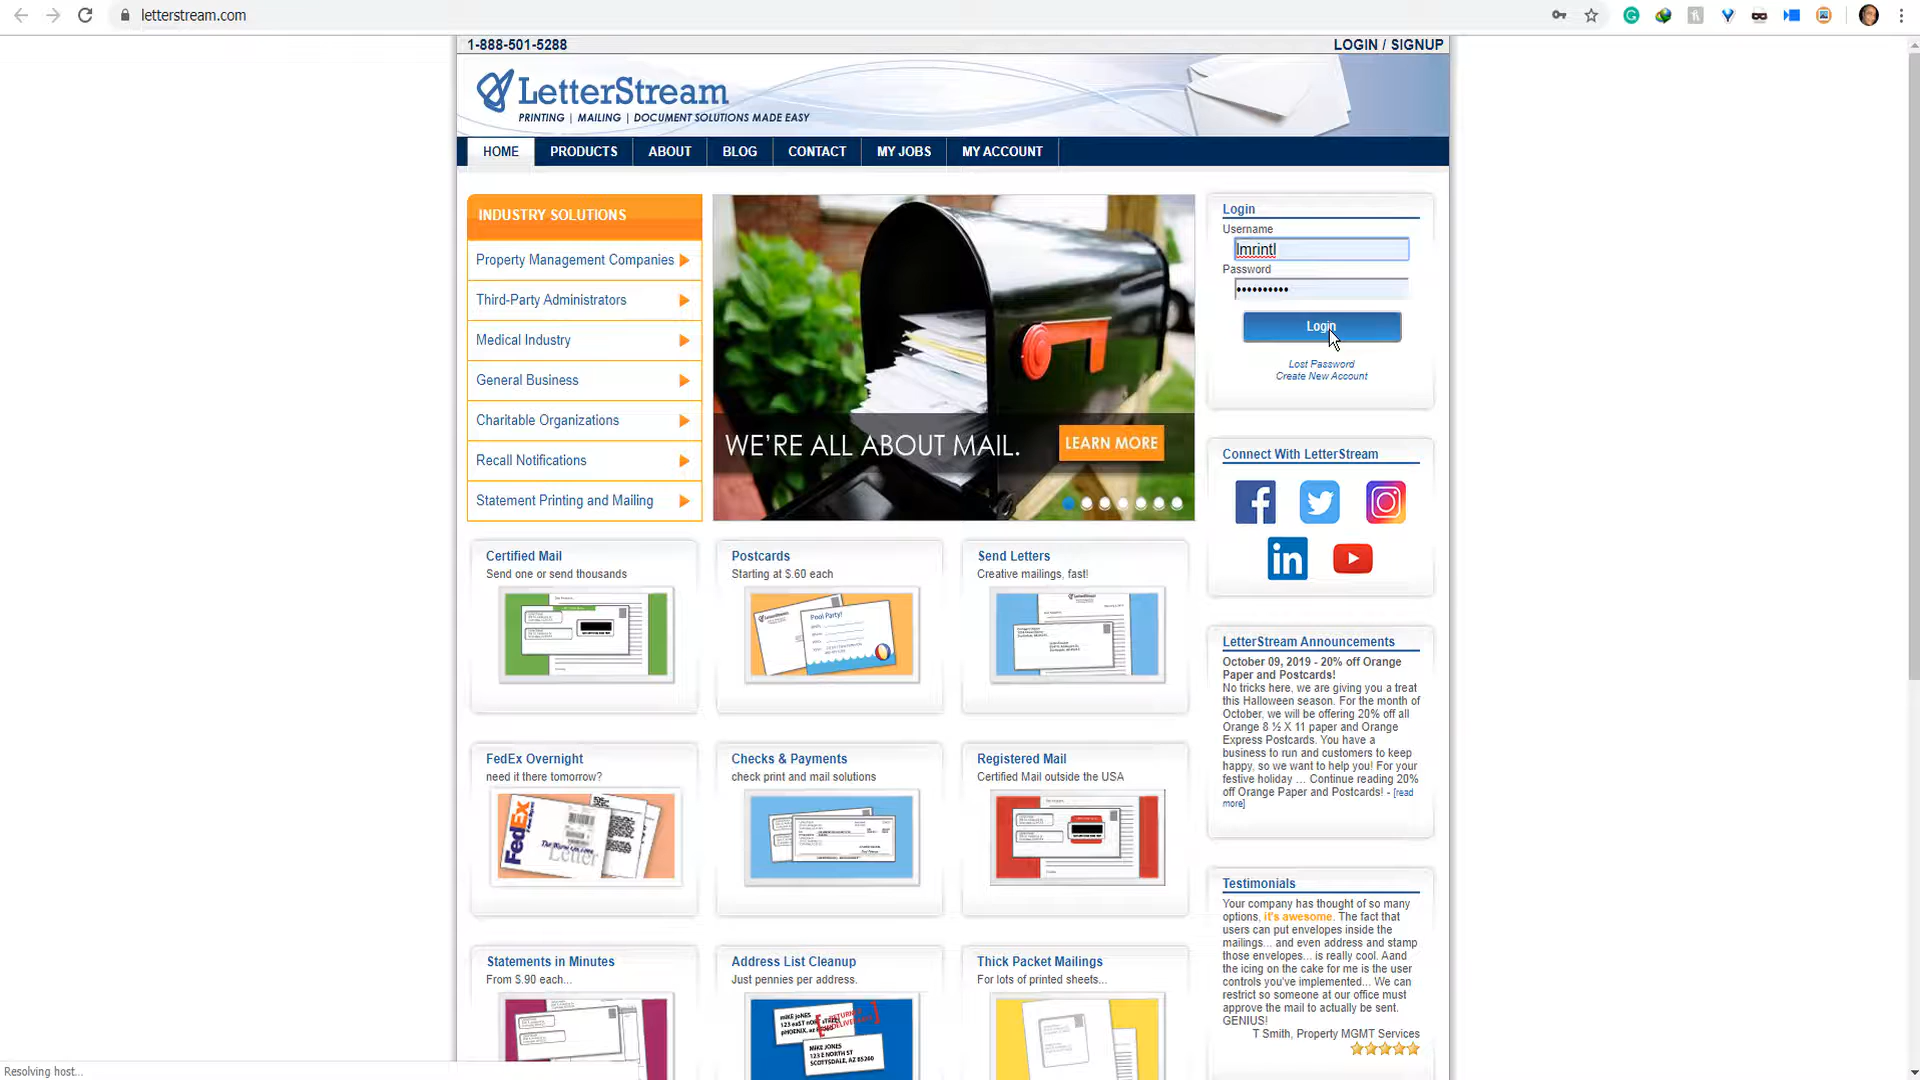 letterstream.com
1-888-501-5288
LOGIN / SIGNUP
LetterStream
PRINTING | MAILING | DOCUMENT SOLUTIONS MADE EASY
HOME
PRODUCTS
ABOUT
BLOG
CONTACT
MY JOBS
MY ACCOUNT
INDUSTRY SOLUTIONS
Property Management Companies
Third-Party Administrators
Medical Industry
General Business
Charitable Organizations
Recall Notifications
Statement Printing and Mailing
WE'RE ALL ABOUT MAIL.
LEARN MORE
Login
Username
lmrintl
Password
Login
Lost Password
Create New Account
Connect With LetterStream
Certified Mail
Send one or send thousands
Postcards
Starting at $.60 each
Pool Party!
Send Letters
Creative mailings, fast!
LetterStream Announcements
October 09, 2019 - 20% off Orange
Paper and Postcards!
No tricks here, we are giving you a treat
this Halloween season. For the month of
October, we will be offering 20% off all
Orange 8 ½ X 11 paper and Orange
Express Postcards. You have a
business to run and customers to keep
happy, so we want to help you! For your
festive holiday … Continue reading 20%
off Orange Paper and Postcards! - [read
more]
FedEx Overnight
need it there tomorrow?
FedEx
Letter
Checks & Payments
check print and mail solutions
Registered Mail
Certified Mail outside the USA
Testimonials
Your company has thought of so many
options, it's awesome. The fact that
users can put envelopes inside the
mailings... and even address and stamp
those envelopes... is really cool. Aand
the icing on the cake for me is the user
controls you've implemented... We can
restrict so someone at our office must
approve the mail to actually be sent.
GENIUS!
T Smith, Property MGMT Services
Statements in Minutes
From $.90 each...
Address List Cleanup
Just pennies per address.
MIKE JONES
123 E NORTH ST
SCOTTSDALE, AZ 85260
Thick Packet Mailings
For lots of printed sheets...
Resolving host...